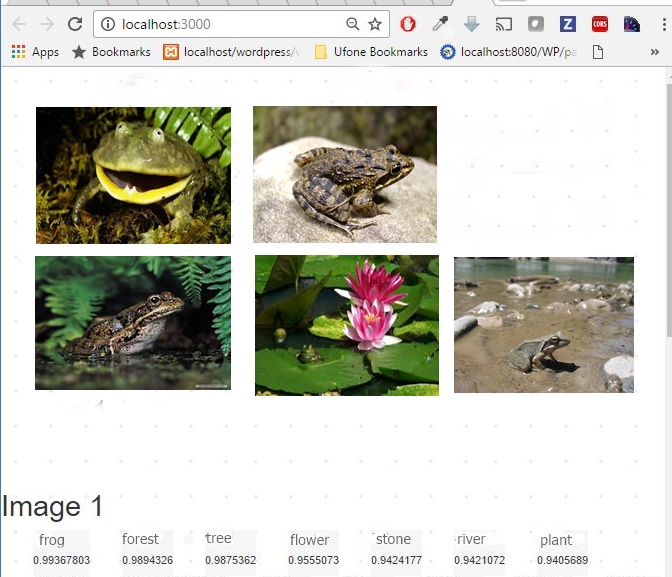 localhost:3000
Apps Bookmarks localhost/wordpress/w Ufone Bookmarks localhost:8080/WP/pa »
Image 1
frog forest tree flower stone river plant
0.99367803 0.9894326 0.9875362 0.9555073 0.9424177 0.9421072 0.9405689